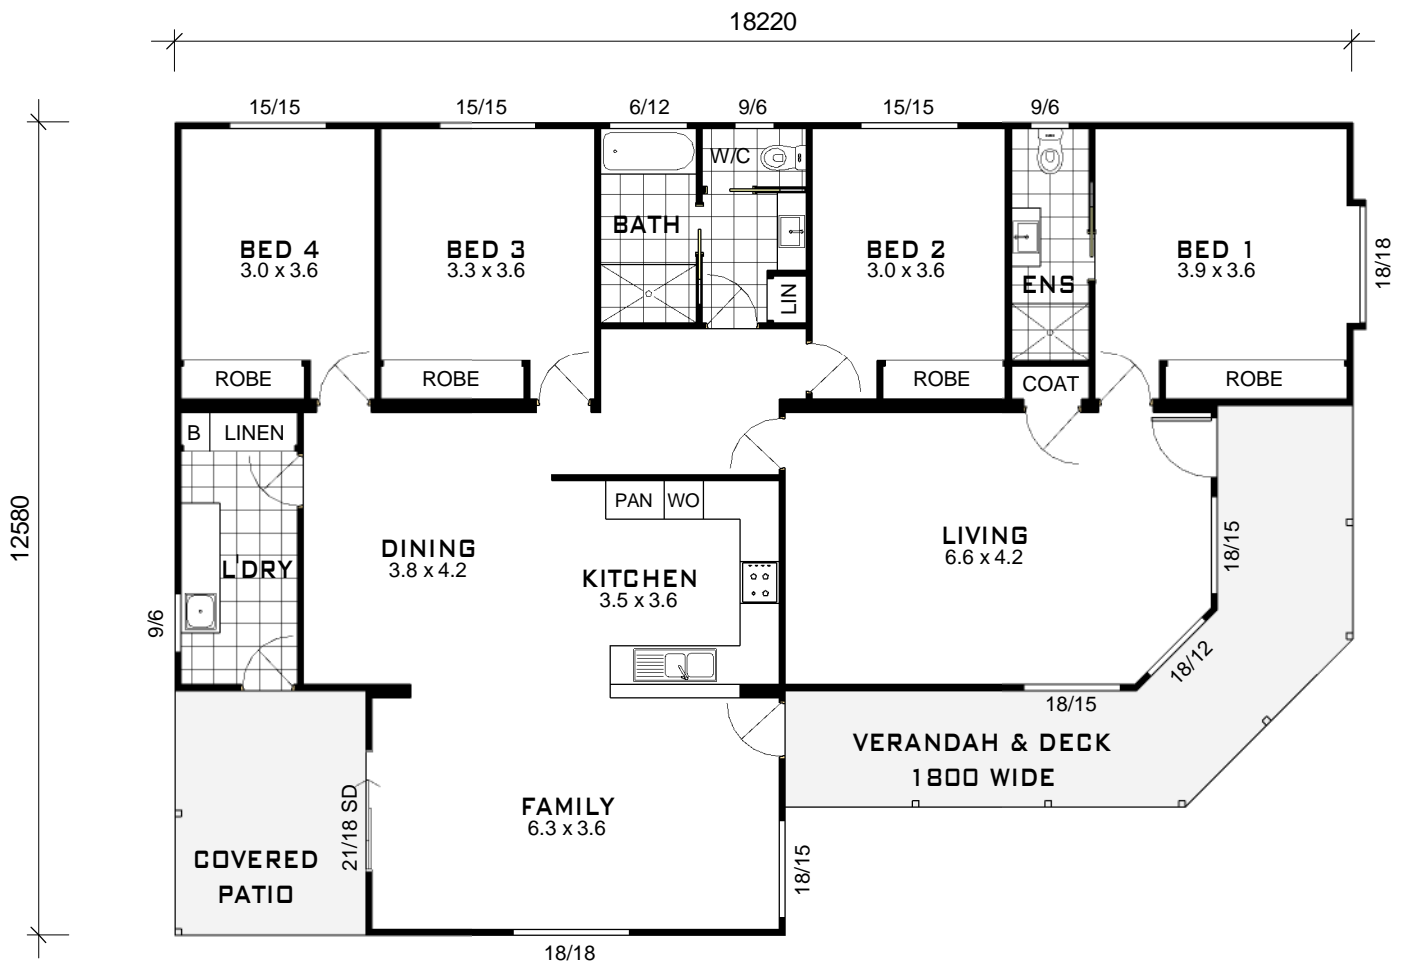 18220
15/15
15/15
6/12
9/6
15/15
9/6
W/C
BATH
BED 4
3.0 x 3.6
BED 3
3.3 x 3.6
BED 2
3.0 x 3.6
BED 1
3.9 x 3.6
18/18
ENS
LIN
ROBE
ROBE
ROBE
COAT
ROBE
B
LINEN
PAN
WO
12580
DINING
3.8 x 4.2
LIVING
6.6 x 4.2
18/15
L'DRY
KITCHEN
3.5 x 3.6
9/6
18/12
18/15
VERANDAH & DECK
1800 WIDE
21/18 SD
FAMILY
6.3 x 3.6
COVERED
PATIO
18/15
18/18